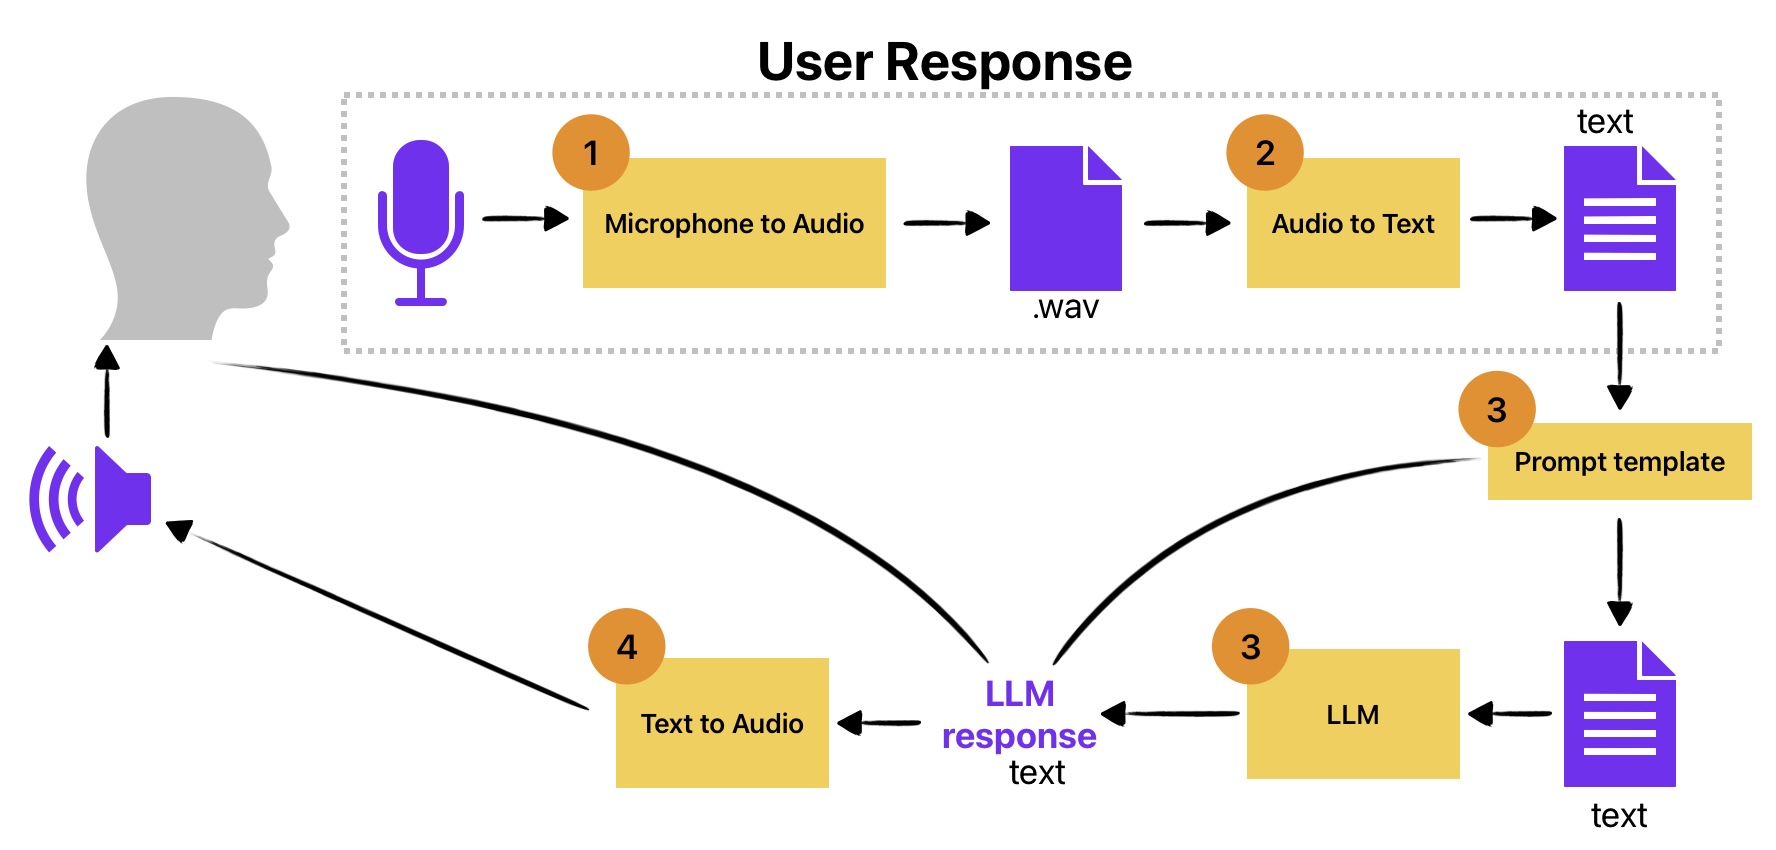 User Response
text
1
Microphone to Audio
.wav
2
Audio to Text
3
Prompt template
4
Text to Audio
LLM
response
text
3
LLM
text